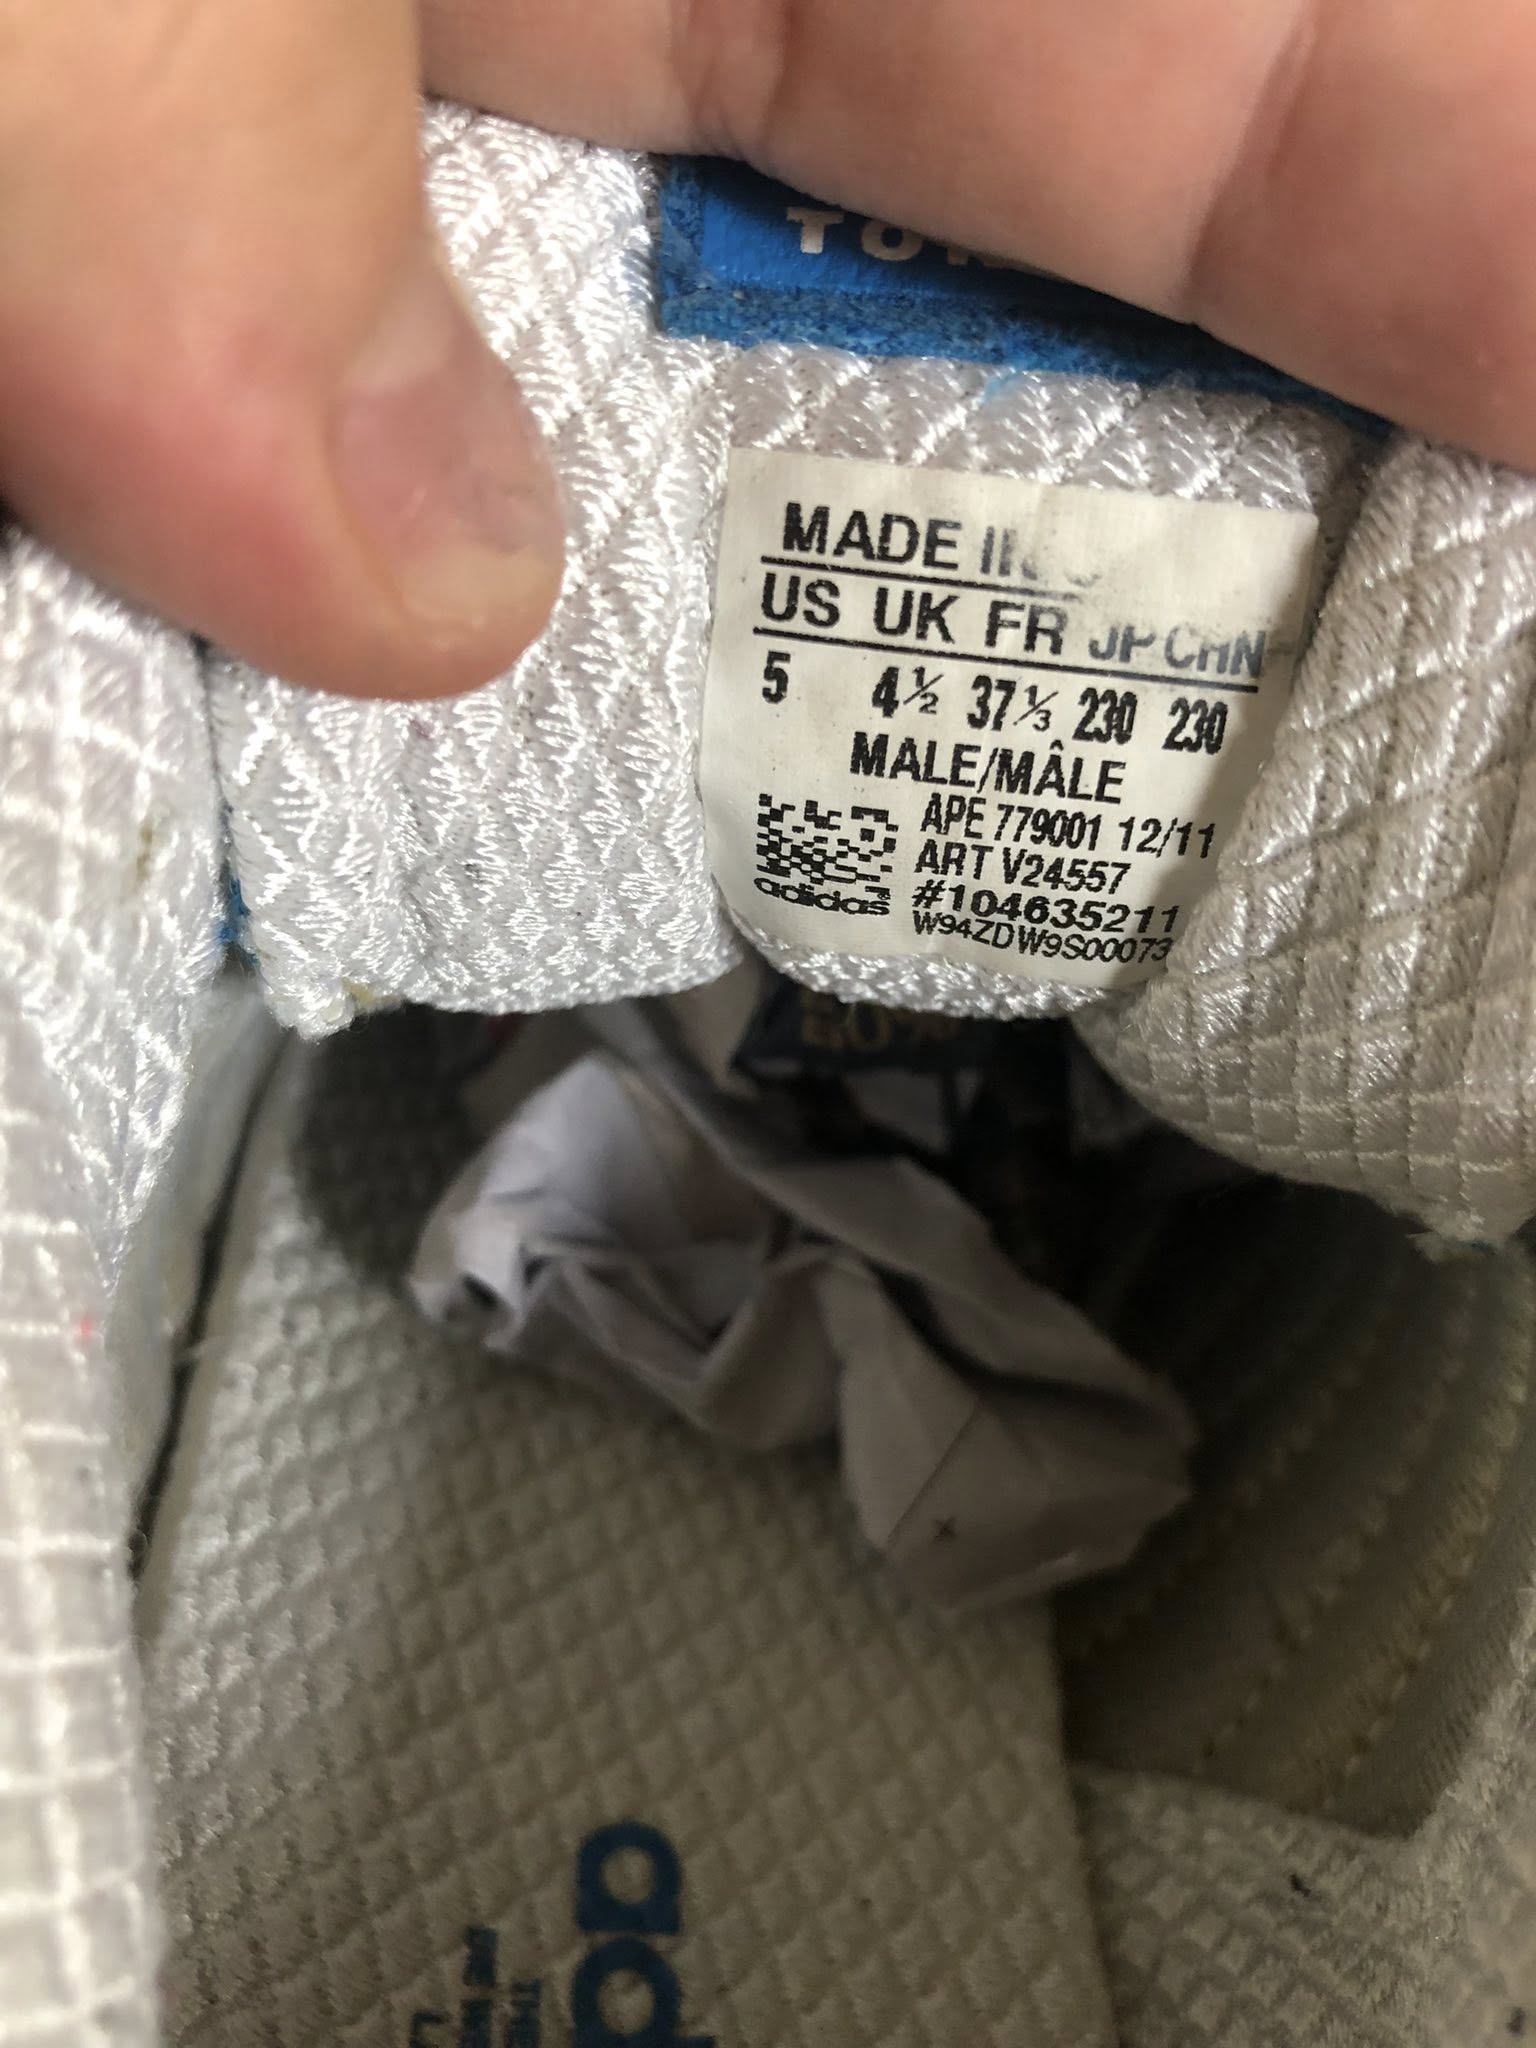 MADE IN
US UK FR JP CHN
5 4½ 37⅓ 230 230
MALE/MÂLE
APE 779001 12/11
ART V24557
#104635211
W94ZDW9S00073
adidas